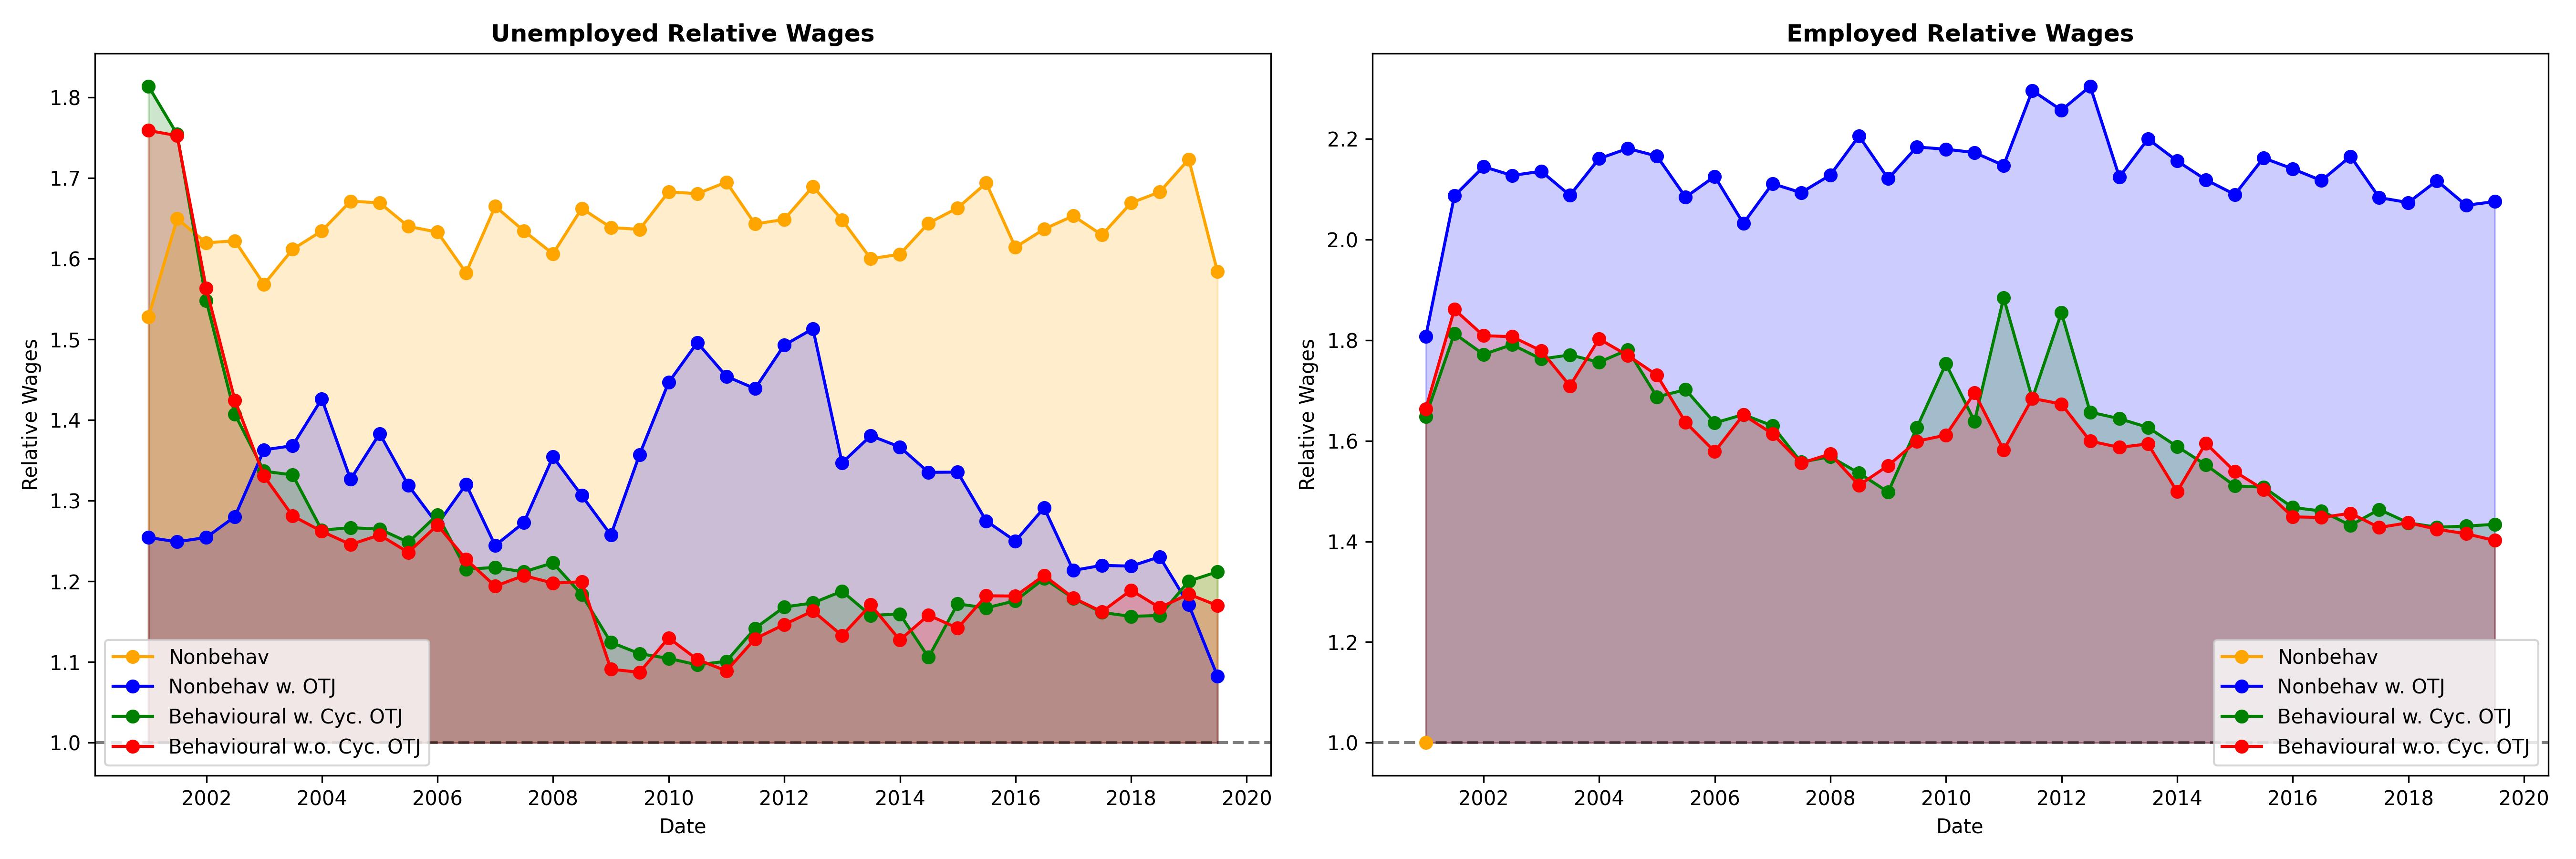 Unemployed Relative Wages
Relative Wages
1.8
1.7
1.6
1.5
1.4
1.3
1.2
1.1
1.0
Nonbehav
Nonbehav w. OTJ
Behavioural w. Cyc. OTJ
Behavioural w.o. Cyc. OTJ
2002 2004 2006 2008 2010 2012 2014 2016 2018 2020
Date
Employed Relative Wages
Relative Wages
2.2
2.0
1.8
1.6
1.4
1.2
1.0
Nonbehav
Nonbehav w. OTJ
Behavioural w. Cyc. OTJ
Behavioural w.o. Cyc. OTJ
2002 2004 2006 2008 2010 2012 2014 2016 2018 2020
Date